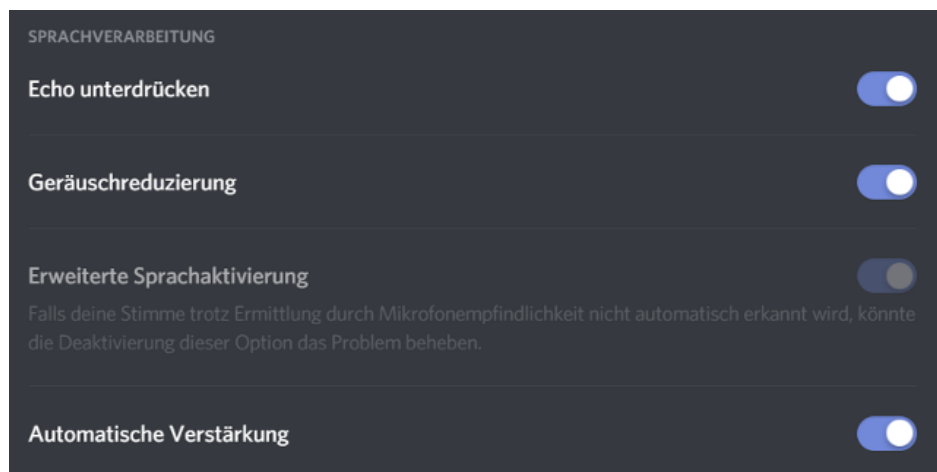 SPRACHVERARBEITUNG
Echo unterdrücken
Geräuschreduzierung
Erweiterte Sprachaktivierung
Falls deine Stimme trotz Ermittlung durch Mikrofonempfindlichkeit nicht automatisch erkannt wird, könnte
die Deaktivierung dieser Option das Problem beheben.
Automatische Verstärkung